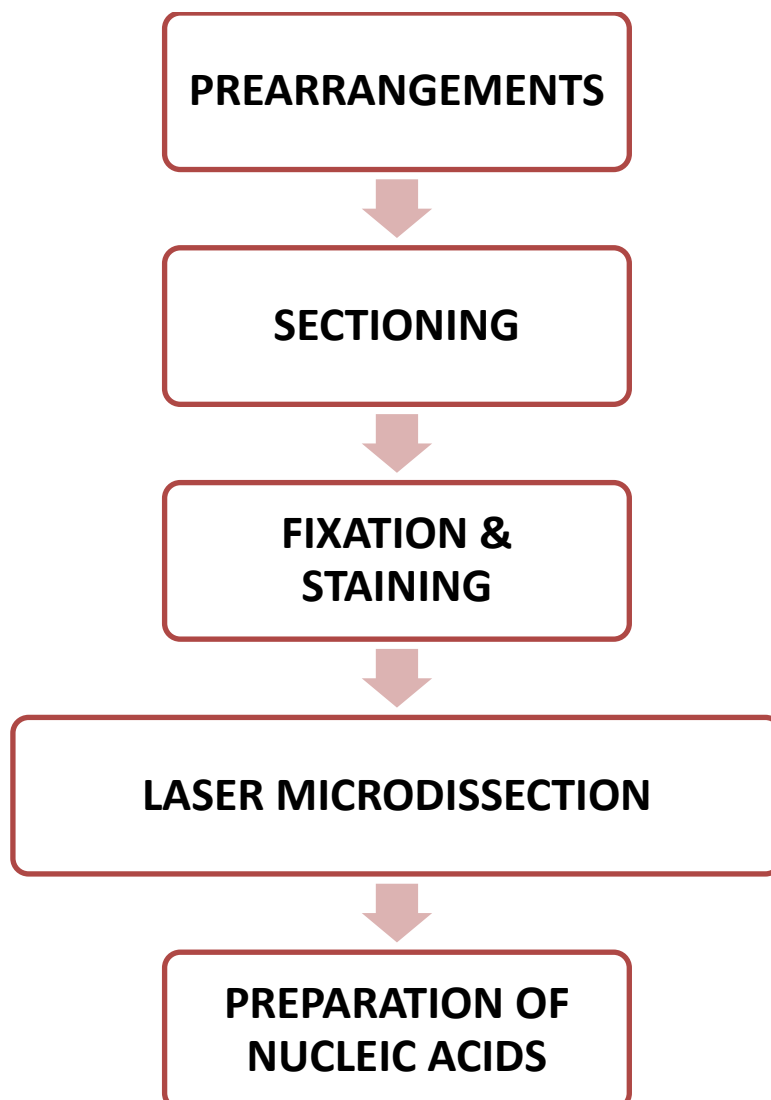 PREARRANGEMENTS
SECTIONING
FIXATION &
STAINING
LASER MICRODISSECTION
PREPARATION OF
NUCLEIC ACIDS